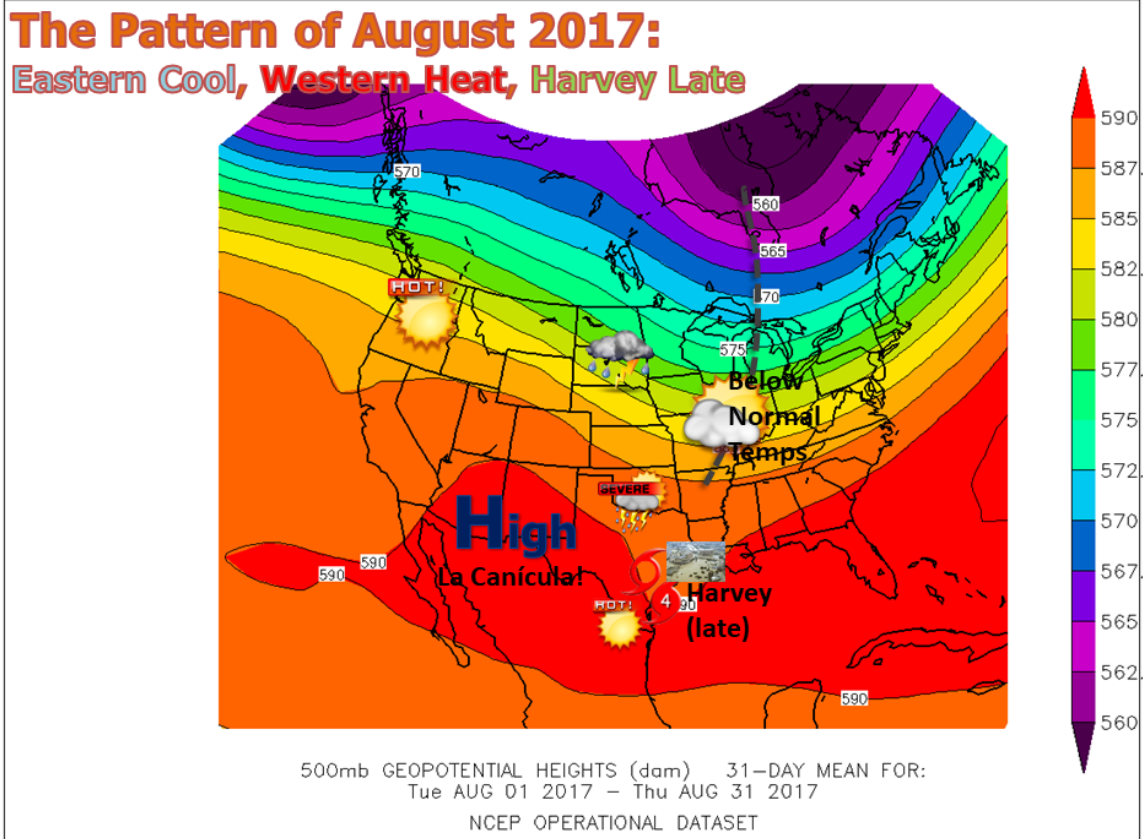 The Pattern of August 2017:
Eastern Cool, Western Heat, Harvey Late
590
587.
585
582.
580
577.
575
572.
570
567.
565
562.
560
570
560
565
570
575
HOT!
Below
Normal
Temps
SEVERE
High
La Canícula!
590
590
HOT!
4
90
Harvey
(late)
590
500mb GEOPOTENTIAL HEIGHTS (dam) 31-DAY MEAN FOR:
Tue AUG 01 2017 - Thu AUG 31 2017
NCEP OPERATIONAL DATASET